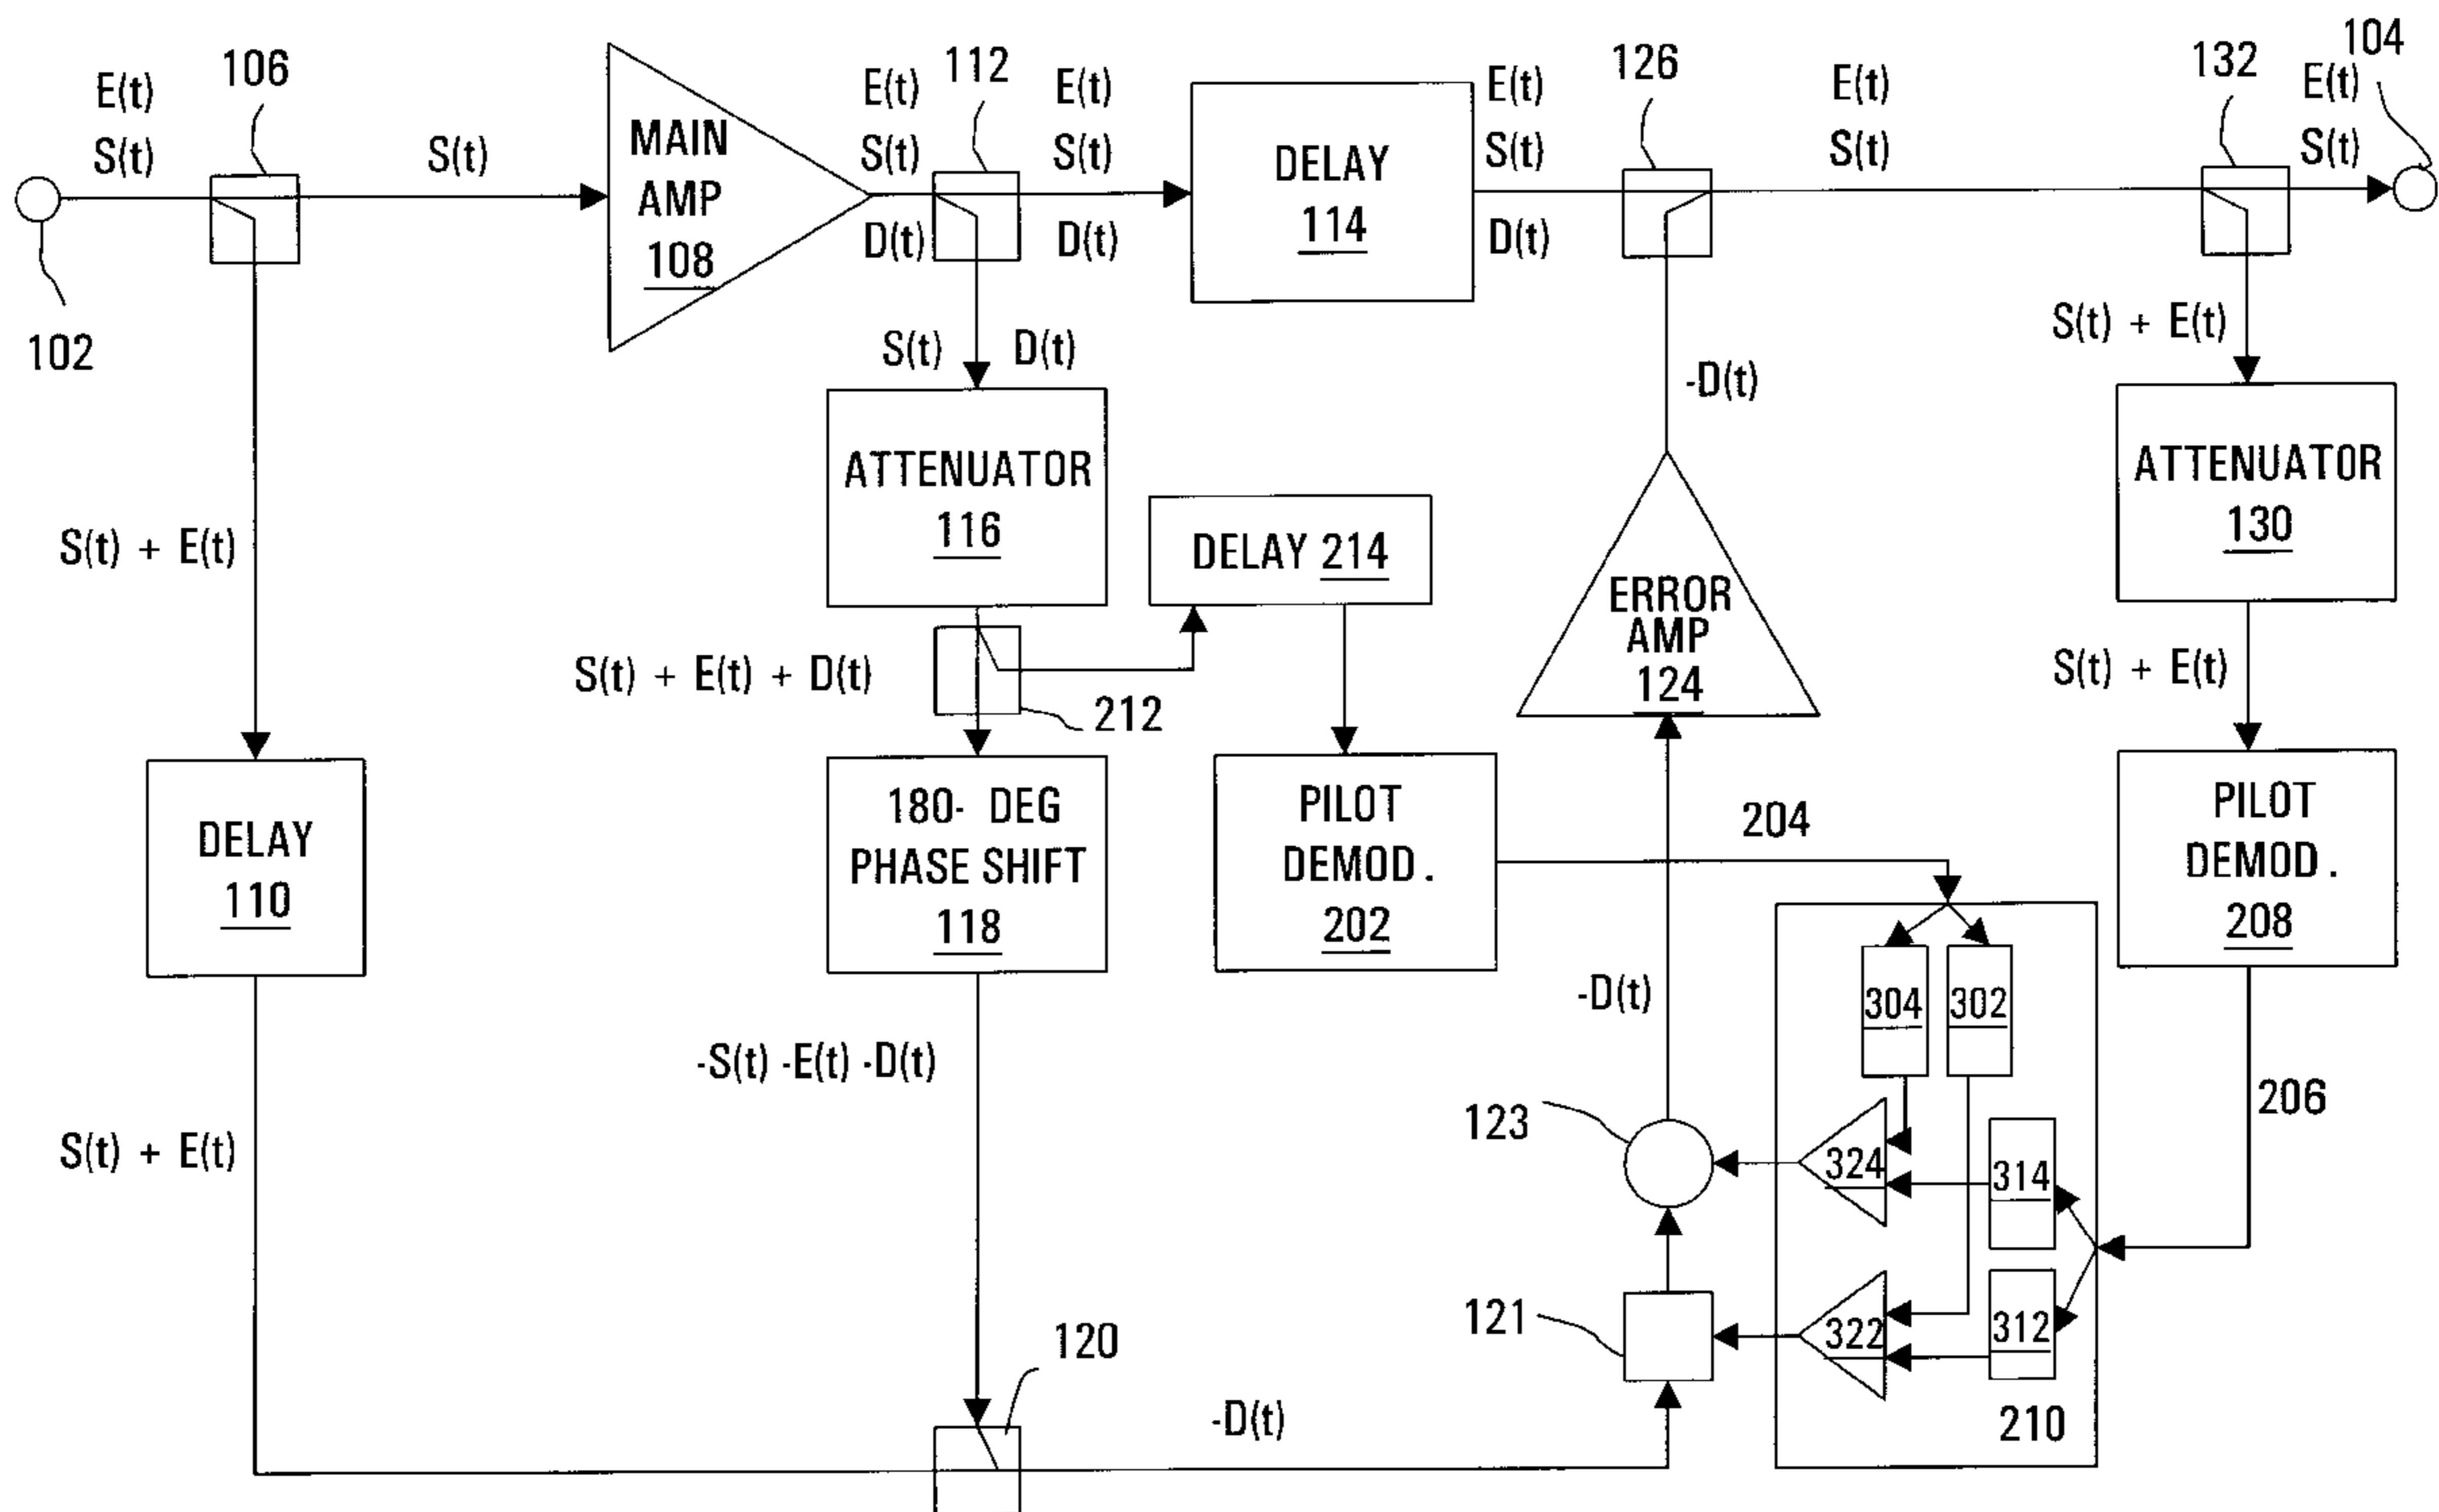 104
106
112
126
132
E(t)
S(t)
S(t)
MAIN
AMP
108
E(t)
S(t)
D(t)
E(t)
S(t)
D(t)
DELAY
114
E(t)
S(t)
D(t)
E(t)
S(t)
E(t)
S(t)
102
S(t) D(t)
-D(t)
S(t) + E(t)
ATTENUATOR
116
ATTENUATOR
130
S(t) + E(t)
DELAY 214
ERROR
AMP
124
S(t) + E(t) + D(t)
212
S(t) + E(t)
DELAY
110
180- DEG
PHASE SHIFT
118
PILOT
DEMOD.
202
204
PILOT
DEMOD.
208
-D(t)
304
302
-S(t) -E(t) -D(t)
206
123
S(t) + E(t)
324
314
121
322
312
120
-D(t)
210